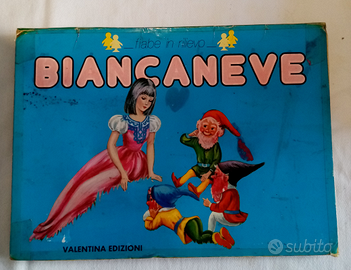 fiabe in rilievo
BIANCANEVE
VALENTINA EDIZIONI
subito